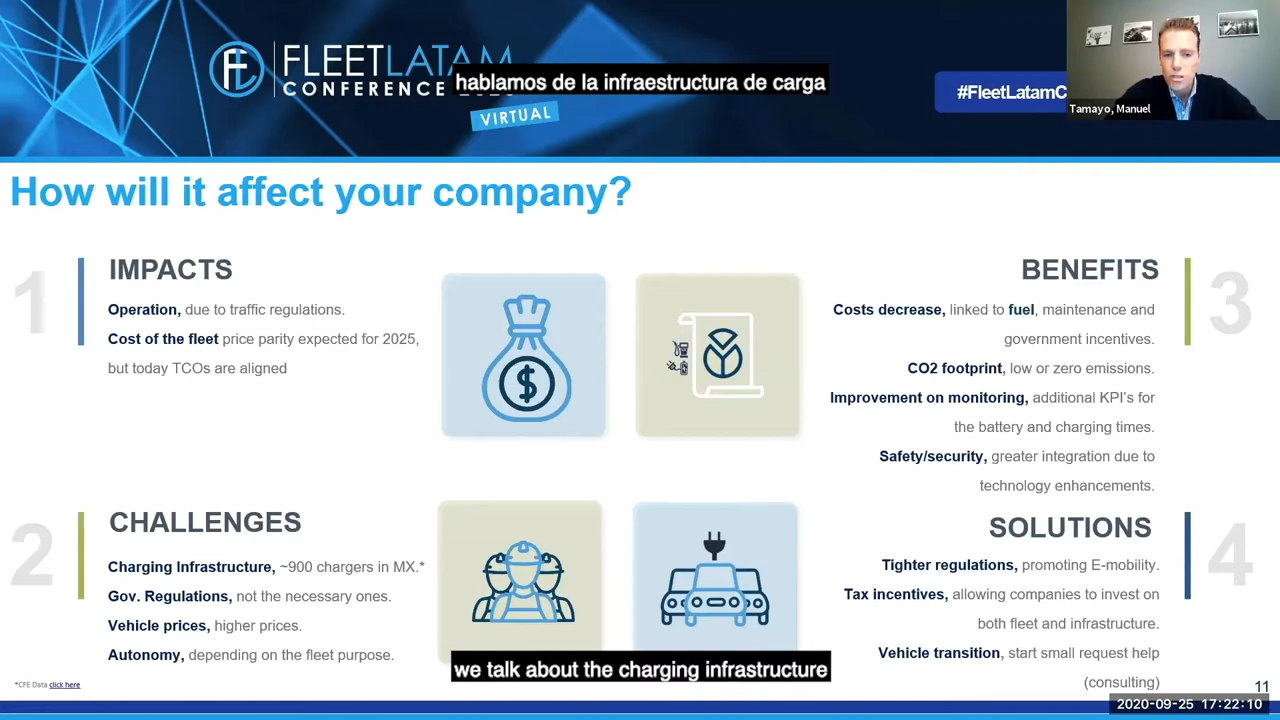 FLEETLATAM
CONFERENCE
VIRTUAL
hablamos de la infraestructura de carga
#FleetLatamC
Tamayo, Manuel
How will it affect your company?
1
IMPACTS
Operation, due to traffic regulations.
Cost of the fleet price parity expected for 2025,
but today TCOs are aligned
2
CHALLENGES
Charging Infrastructure, ~900 chargers in MX.*
Gov. Regulations, not the necessary ones.
Vehicle prices, higher prices.
Autonomy, depending on the fleet purpose.
*CFE Data click here
$
BENEFITS
3
Costs decrease, linked to fuel, maintenance and
government incentives.
CO2 footprint, low or zero emissions.
Improvement on monitoring, additional KPI's for
the battery and charging times.
Safety/security, greater integration due to
technology enhancements.
SOLUTIONS
4
Tighter regulations, promoting E-mobility.
Tax incentives, allowing companies to invest on
both fleet and infrastructure.
Vehicle transition, start small request help
(consulting)
we talk about the charging infrastructure
11
2020-09-25 17:22:10